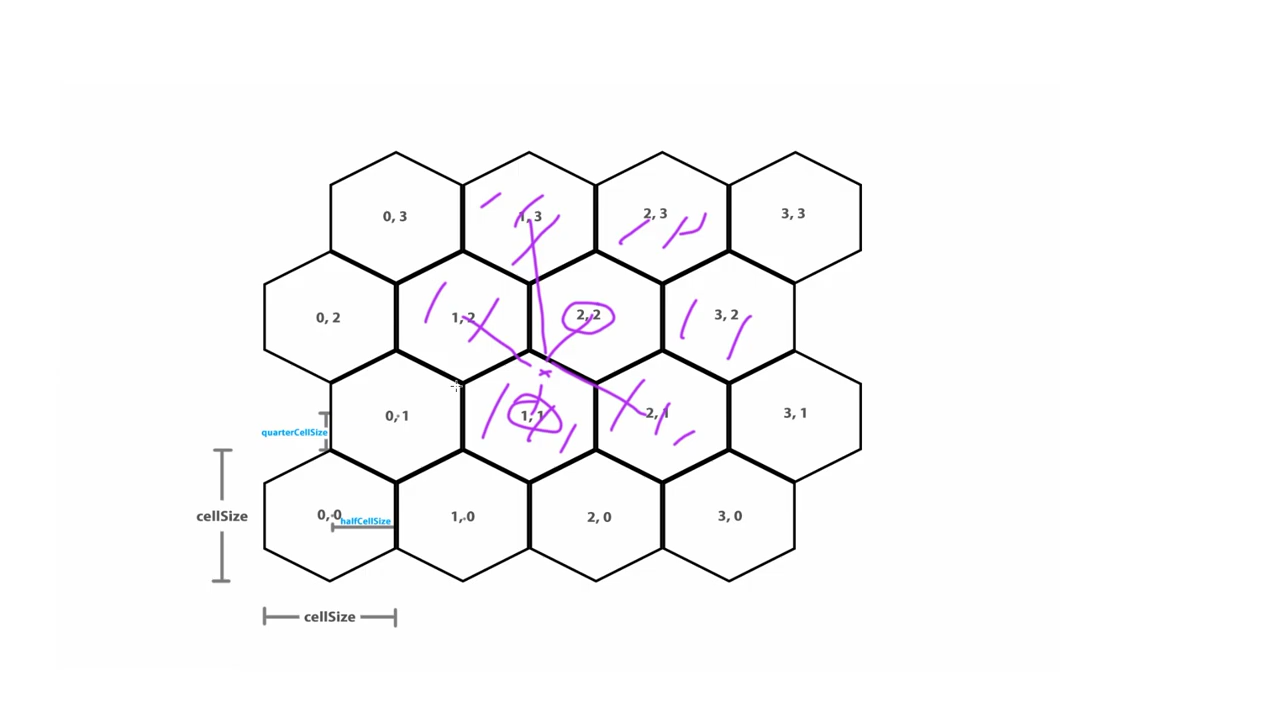 0, 3 1, 3 2, 3 3, 3
0, 2 1, 2 2, 2 3, 2
0, 1 1, 1 2, 1 3, 1
quarterCellSize
cellSize 0, 0 halfCellSize 1, 0 2, 0 3, 0
cellSize